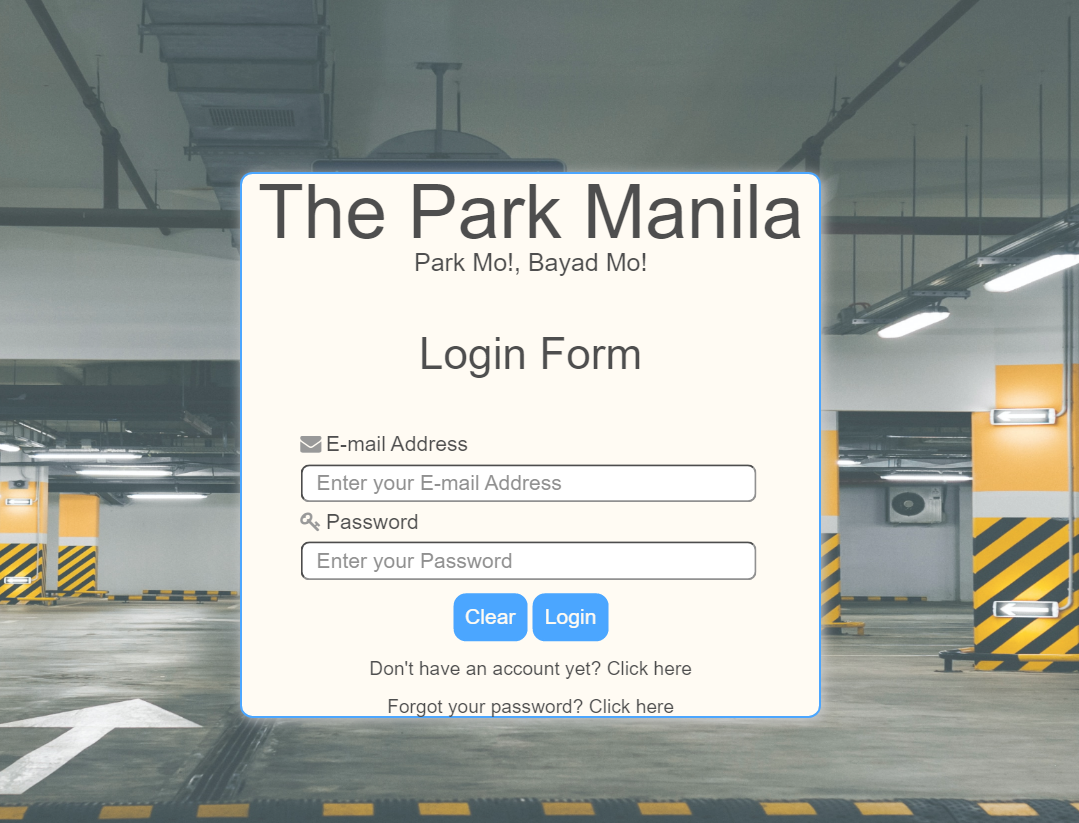 The Park Manila
Park Mo!, Bayad Mo!
Login Form
E-mail Address
Enter your E-mail Address
Password
Enter your Password
Clear Login
Don't have an account yet? Click here
Forgot your password? Click here